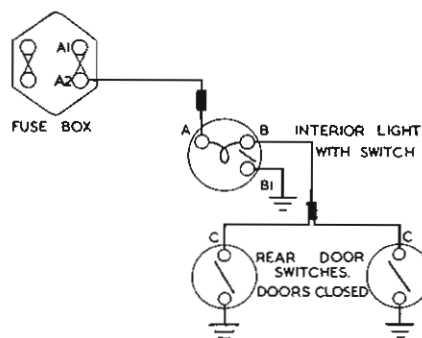 A1
A2
FUSE BOX
A B
INTERIOR LIGHT
WITH SWITCH
B1
C C
REAR DOOR
SWITCHES.
DOORS CLOSED